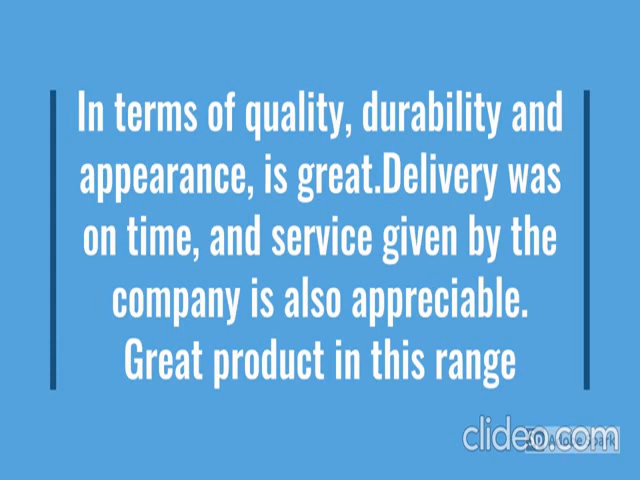 In terms of quality, durability and
appearance, is great.Delivery was
on time, and service given by the
company is also appreciable.
Great product in this range
clideo.com